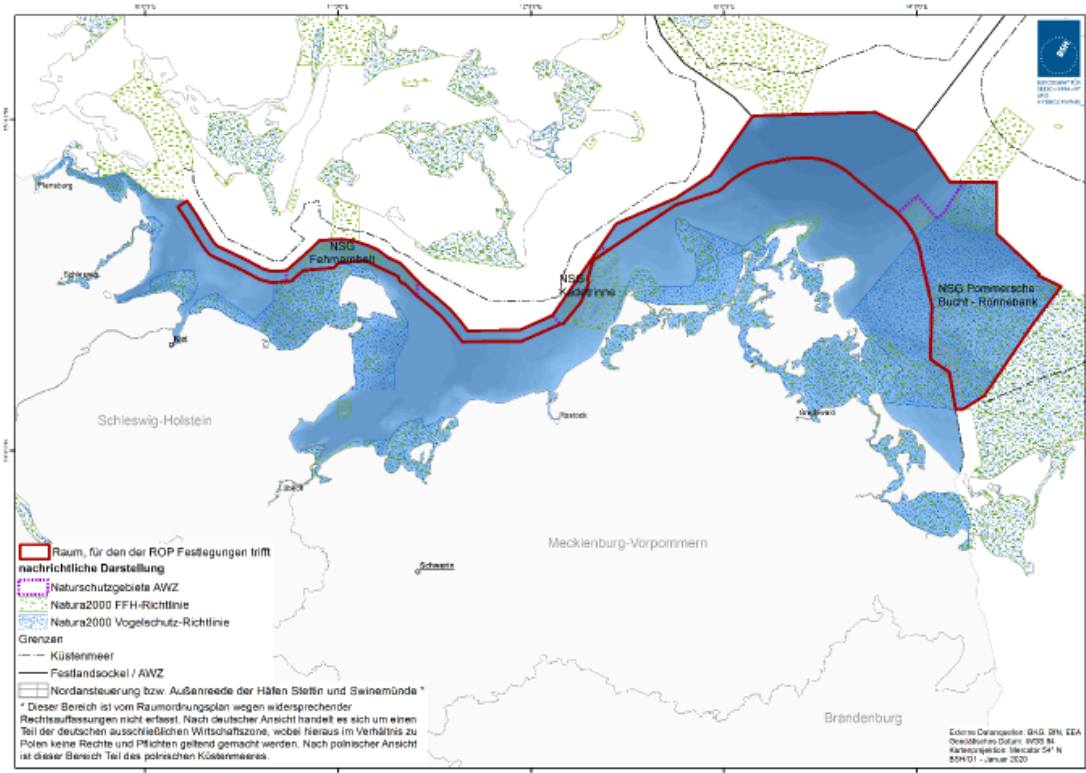 BSH
Flensburg
Schleswig
Kiel
NSG
Fehmarnbelt
NSG
Kadetrinne
NSG Pommersche
Bucht - Rönnebank
Schleswig-Holstein
Rostock
Greifswald
Lübeck
Mecklenburg-Vorpommern
Schwerin
Brandenburg
Raum, für den der ROP Festlegungen trifft
nachrichtliche Darstellung
Naturschutzgebiete AWZ
Natura2000 FFH-Richtlinie
Natura2000 Vogelschutz-Richtlinie
Grenzen
Küstenmeer
Festlandsockel / AWZ
Nordansteuerung bzw. Außenreede der Häfen Stettin und Swinemünde *
* Dieser Bereich ist vom Raumordnungsplan wegen widersprechender
Rechtsauffassungen nicht erfasst. Nach deutscher Ansicht handelt es sich um einen
Teil der deutschen ausschließlichen Wirtschaftszone, wobei hieraus im Verhältnis zu
Polen keine Rechte und Pflichten geltend gemacht werden. Nach polnischer Ansicht
ist dieser Bereich Teil des polnischen Küstenmeeres.
Externe Datenquellen: BKG, BfN, EEA
Geodätisches Datum: WGS 84
Kartenprojektion: Mercator 54° N
BSH/O1 - Januar 2020